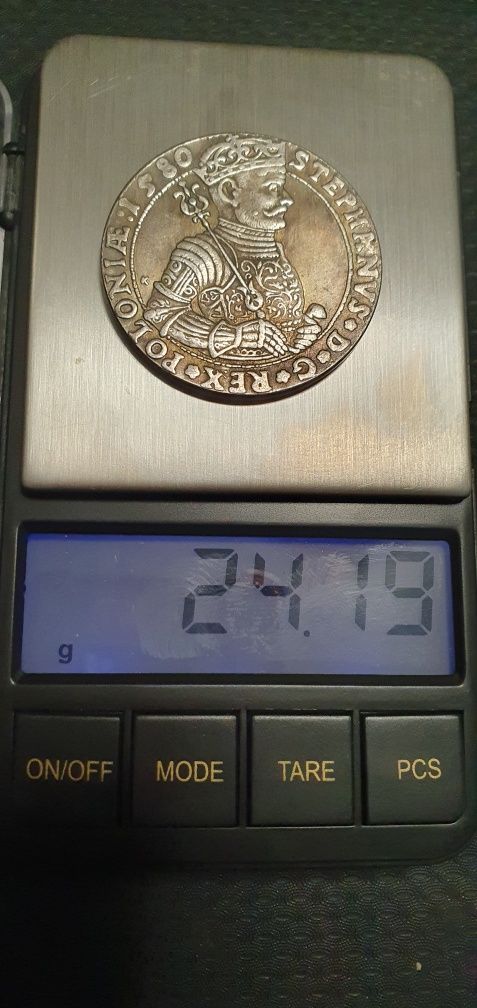 STEPHANVS · D · G · REX · POLONIÆ : 1580
24.19
g
ON/OFF MODE TARE PCS